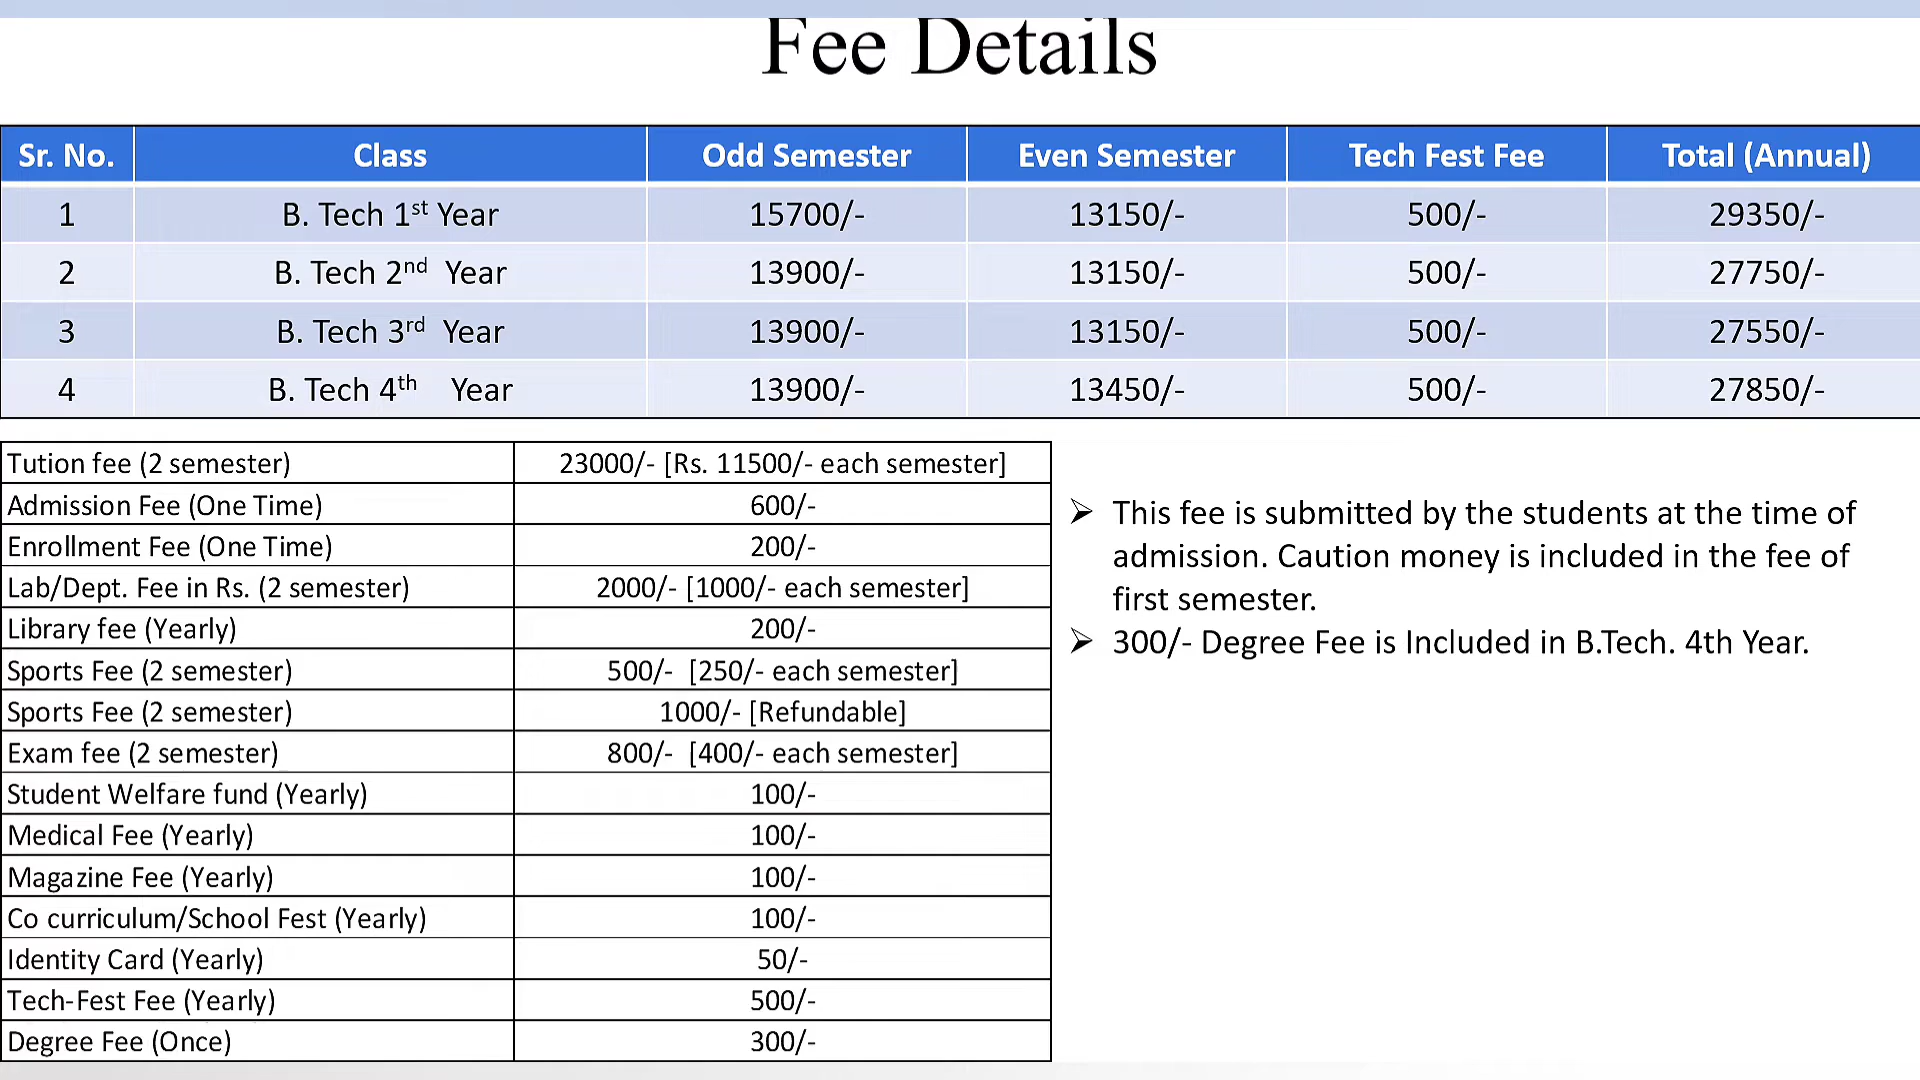 Fee Details
Sr. No. Class Odd Semester Even Semester Tech Fest Fee Total (Annual)
1 B. Tech 1st Year 15700/- 13150/- 500/- 29350/-
2 B. Tech 2nd Year 13900/- 13150/- 500/- 27750/-
3 B. Tech 3rd Year 13900/- 13150/- 500/- 27550/-
4 B. Tech 4th Year 13900/- 13450/- 500/- 27850/-
Tution fee (2 semester) 23000/- [Rs. 11500/- each semester]
Admission Fee (One Time) 600/-
Enrollment Fee (One Time) 200/-
Lab/Dept. Fee in Rs. (2 semester) 2000/- [1000/- each semester]
Library fee (Yearly) 200/-
Sports Fee (2 semester) 500/- [250/- each semester]
Sports Fee (2 semester) 1000/- [Refundable]
Exam fee (2 semester) 800/- [400/- each semester]
Student Welfare fund (Yearly) 100/-
Medical Fee (Yearly) 100/-
Magazine Fee (Yearly) 100/-
Co curriculum/School Fest (Yearly) 100/-
Identity Card (Yearly) 50/-
Tech-Fest Fee (Yearly) 500/-
Degree Fee (Once) 300/-
➢ This fee is submitted by the students at the time of
admission. Caution money is included in the fee of
first semester.
➢ 300/- Degree Fee is Included in B.Tech. 4th Year.